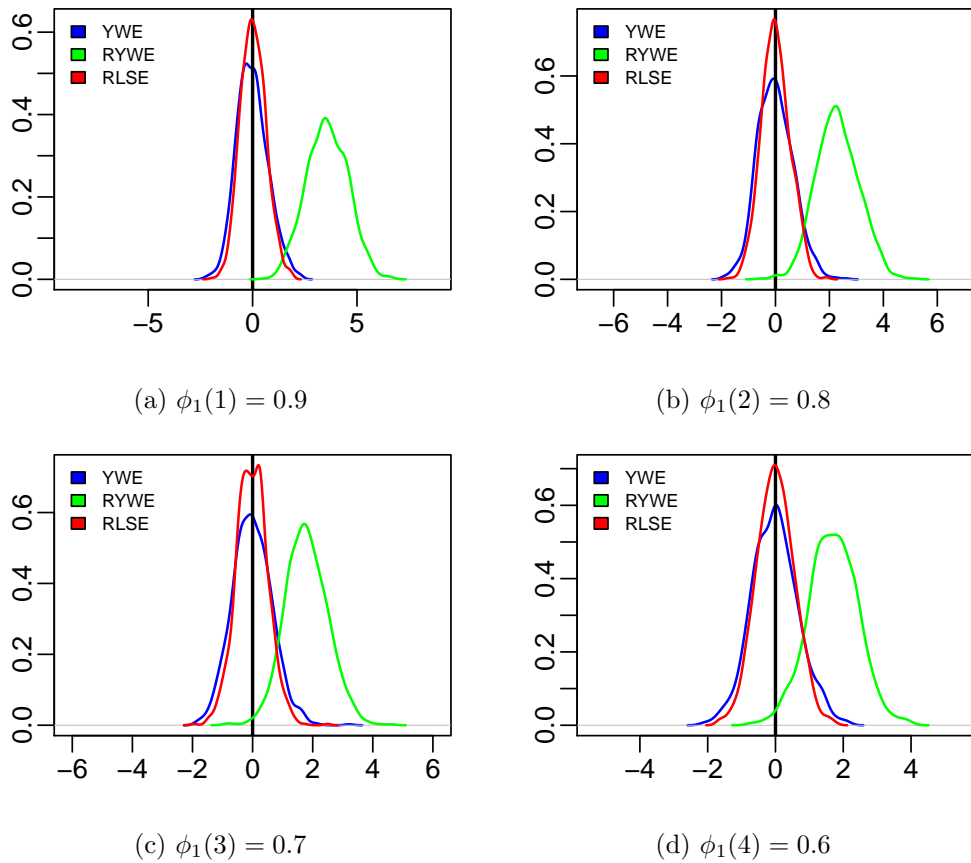 0.0 0.2 0.4 0.6
YWE
RYWE
RLSE
−5 0 5
(a) ϕ₁(1) = 0.9
0.0 0.2 0.4 0.6
YWE
RYWE
RLSE
−6 −4 −2 0 2 4 6
(b) ϕ₁(2) = 0.8
0.0 0.2 0.4 0.6
YWE
RYWE
RLSE
−6 −4 −2 0 2 4 6
(c) ϕ₁(3) = 0.7
0.0 0.2 0.4 0.6
YWE
RYWE
RLSE
−4 −2 0 2 4
(d) ϕ₁(4) = 0.6